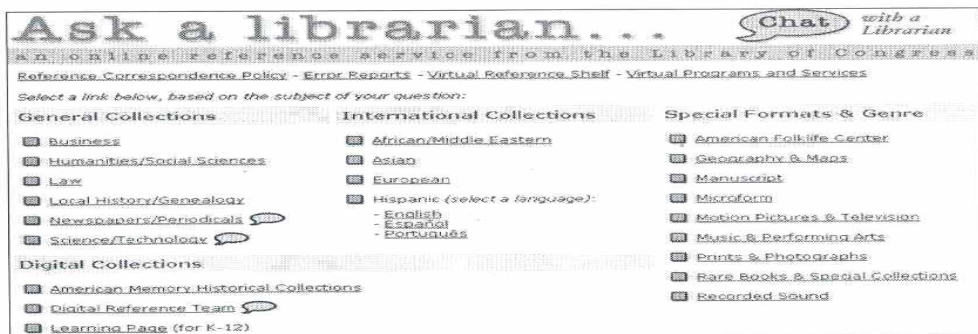 Ask a librarian...
Chat with a Librarian
an online reference service from the Library of Congress
Reference Correspondence Policy - Error Reports - Virtual Reference Shelf - Virtual Programs and Services
Select a link below, based on the subject of your question:
General Collections
Business
Humanities/Social Sciences
Law
Local History/Genealogy
Newspapers/Periodicals
Science/Technology
Digital Collections
American Memory Historical Collections
Digital Reference Team
Learning Page (for K-12)
International Collections
African/Middle Eastern
Asian
European
Hispanic (select a language):
- English
- Español
- Português
Special Formats & Genre
American Folklife Center
Geography & Maps
Manuscript
Microform
Motion Pictures & Television
Music & Performing Arts
Prints & Photographs
Rare Books & Special Collections
Recorded Sound